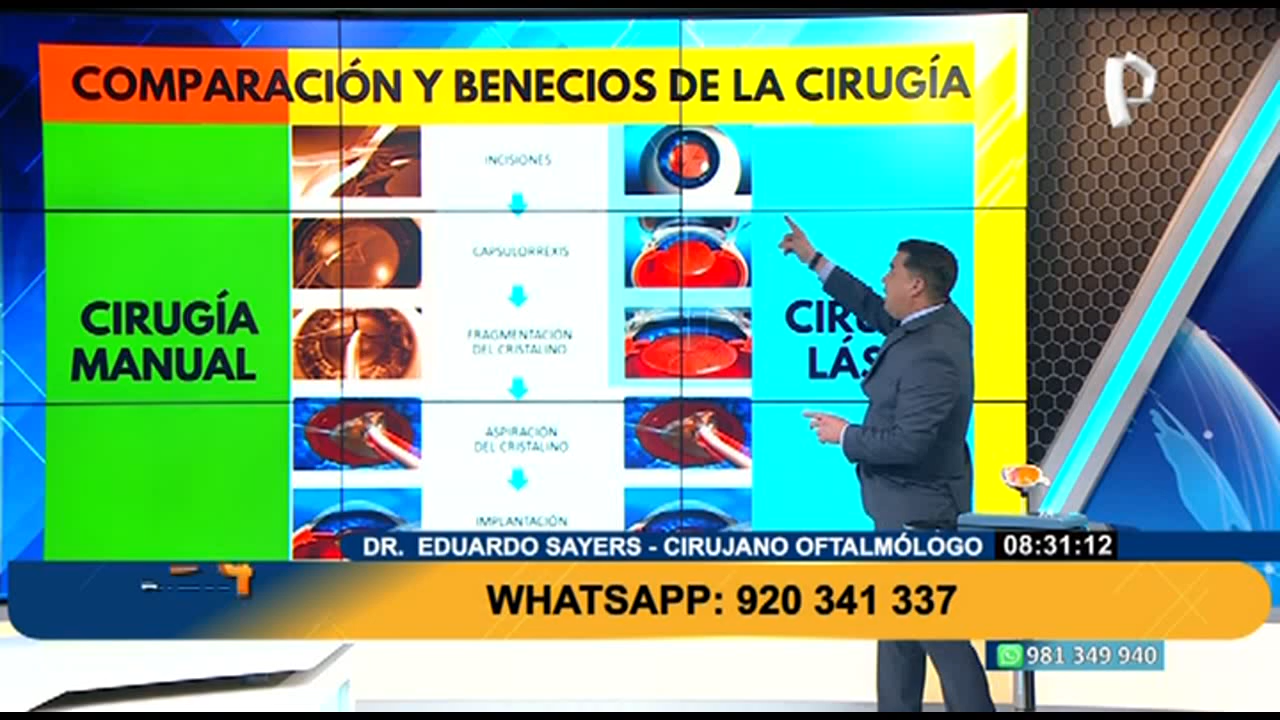 COMPARACIÓN Y BENECIOS DE LA CIRUGÍA
INCISIONES
CAPSULORREXIS
FRAGMENTACIÓN
DEL CRISTALINO
ASPIRACIÓN
DEL CRISTALINO
IMPLANTACIÓN
CIRUGÍA
MANUAL
DR. EDUARDO SAYERS - CIRUJANO OFTALMÓLOGO
08:31:12
WHATSAPP: 920 341 337
981 349 940